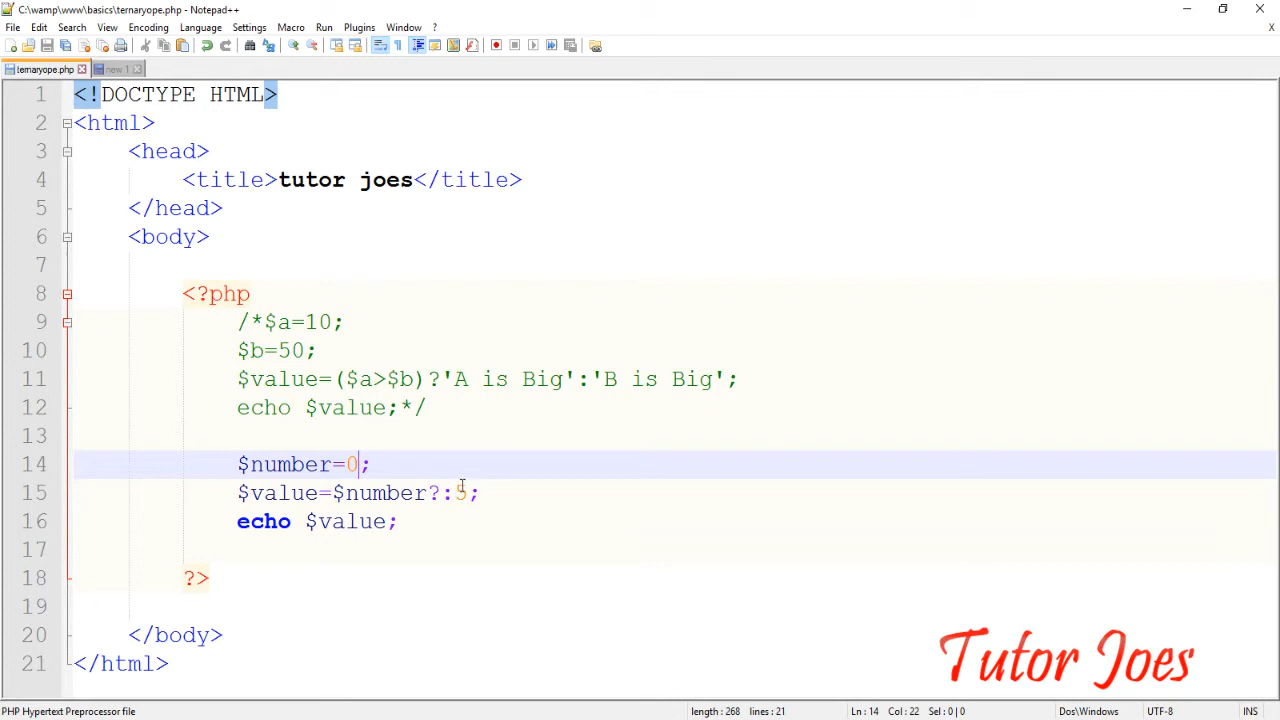 C:\wamp\www\basics\ternaryope.php - Notepad++
File Edit Search View Encoding Language Settings Macro Run Plugins Window ?
X
ternaryope.php new 1
1 <!DOCTYPE HTML>
2 <html>
3 <head>
4 <title>tutor joes</title>
5 </head>
6 <body>
7
8 <?php
9 /*$a=10;
10 $b=50;
11 $value=($a>$b)?'A is Big':'B is Big';
12 echo $value;*/
13
14 $number=0;
15 $value=$number?:5;
16 echo $value;
17
18 ?>
19
20 </body>
21 </html>
Tutor Joes
PHP Hypertext Preprocessor file length : 268 lines : 21 Ln : 14 Col : 22 Sel : 0 | 0 Dos\Windows UTF-8 INS